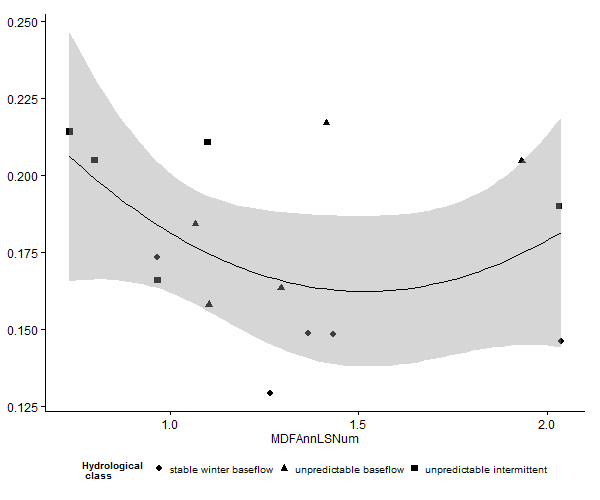 0.250
0.225
0.200
0.175
0.150
0.125
1.0 1.5 2.0
MDFAnnLSNum
Hydrological
class
stable winter baseflow unpredictable baseflow unpredictable intermittent